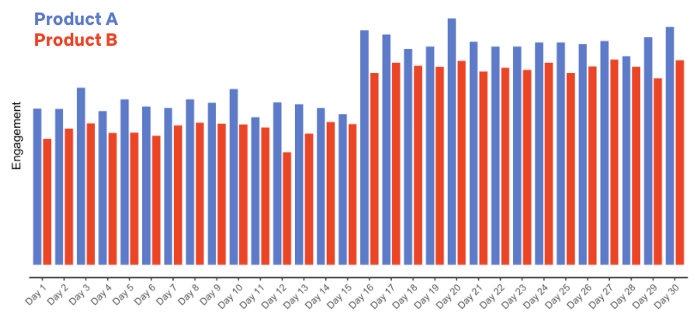 Product A
Product B
Engagement
Day 1
Day 2
Day 3
Day 4
Day 5
Day 6
Day 7
Day 8
Day 9
Day 10
Day 11
Day 12
Day 13
Day 14
Day 15
Day 16
Day 17
Day 18
Day 19
Day 20
Day 21
Day 22
Day 23
Day 24
Day 25
Day 26
Day 27
Day 28
Day 29
Day 30